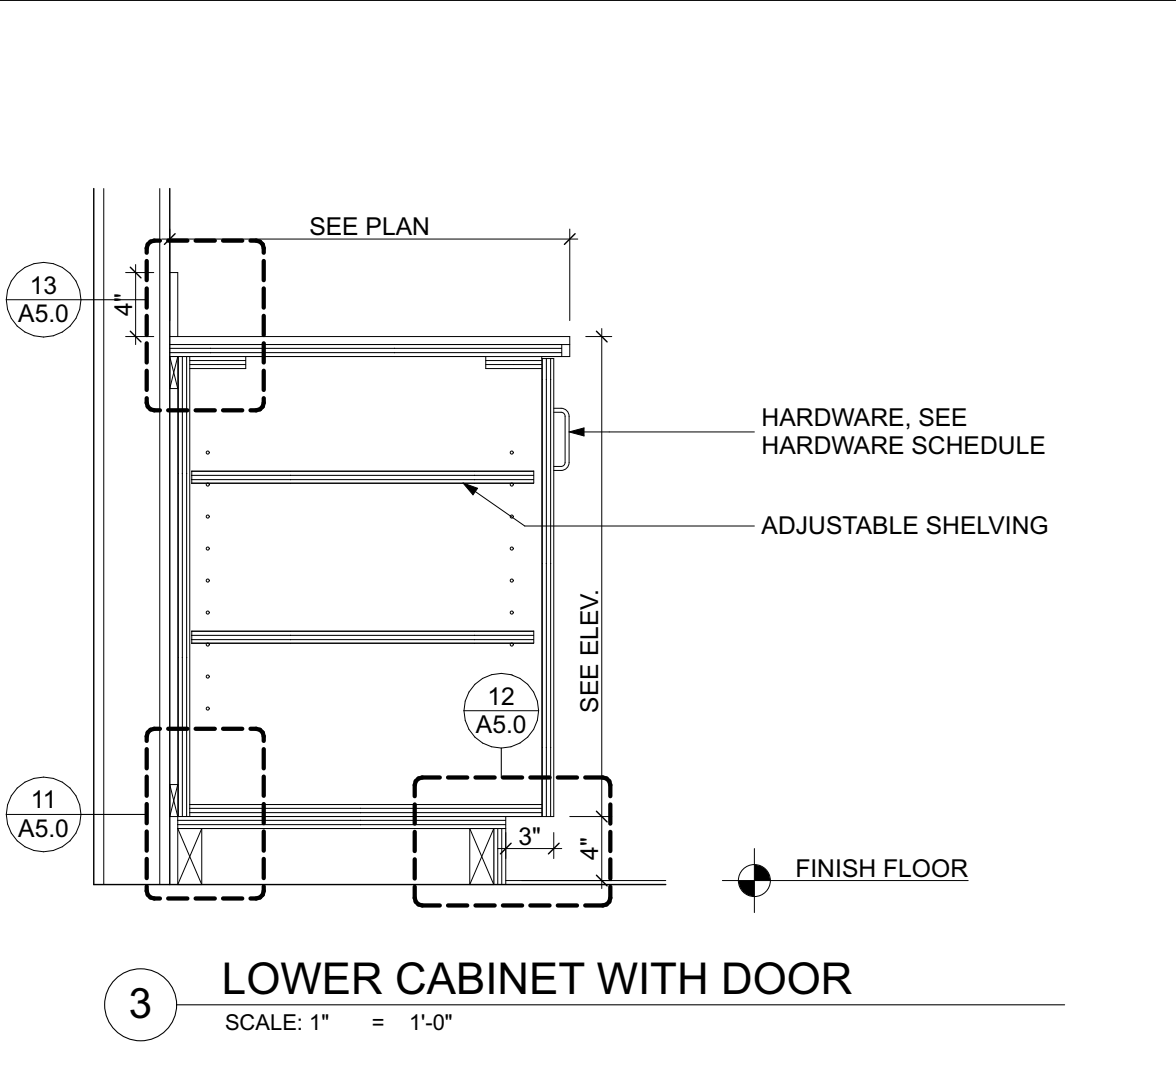 SEE PLAN
13
A5.0
4"
HARDWARE, SEE
HARDWARE SCHEDULE
ADJUSTABLE SHELVING
SEE ELEV.
12
A5.0
11
A5.0
3"
4"
FINISH FLOOR
3
LOWER CABINET WITH DOOR
SCALE: 1" = 1'-0"